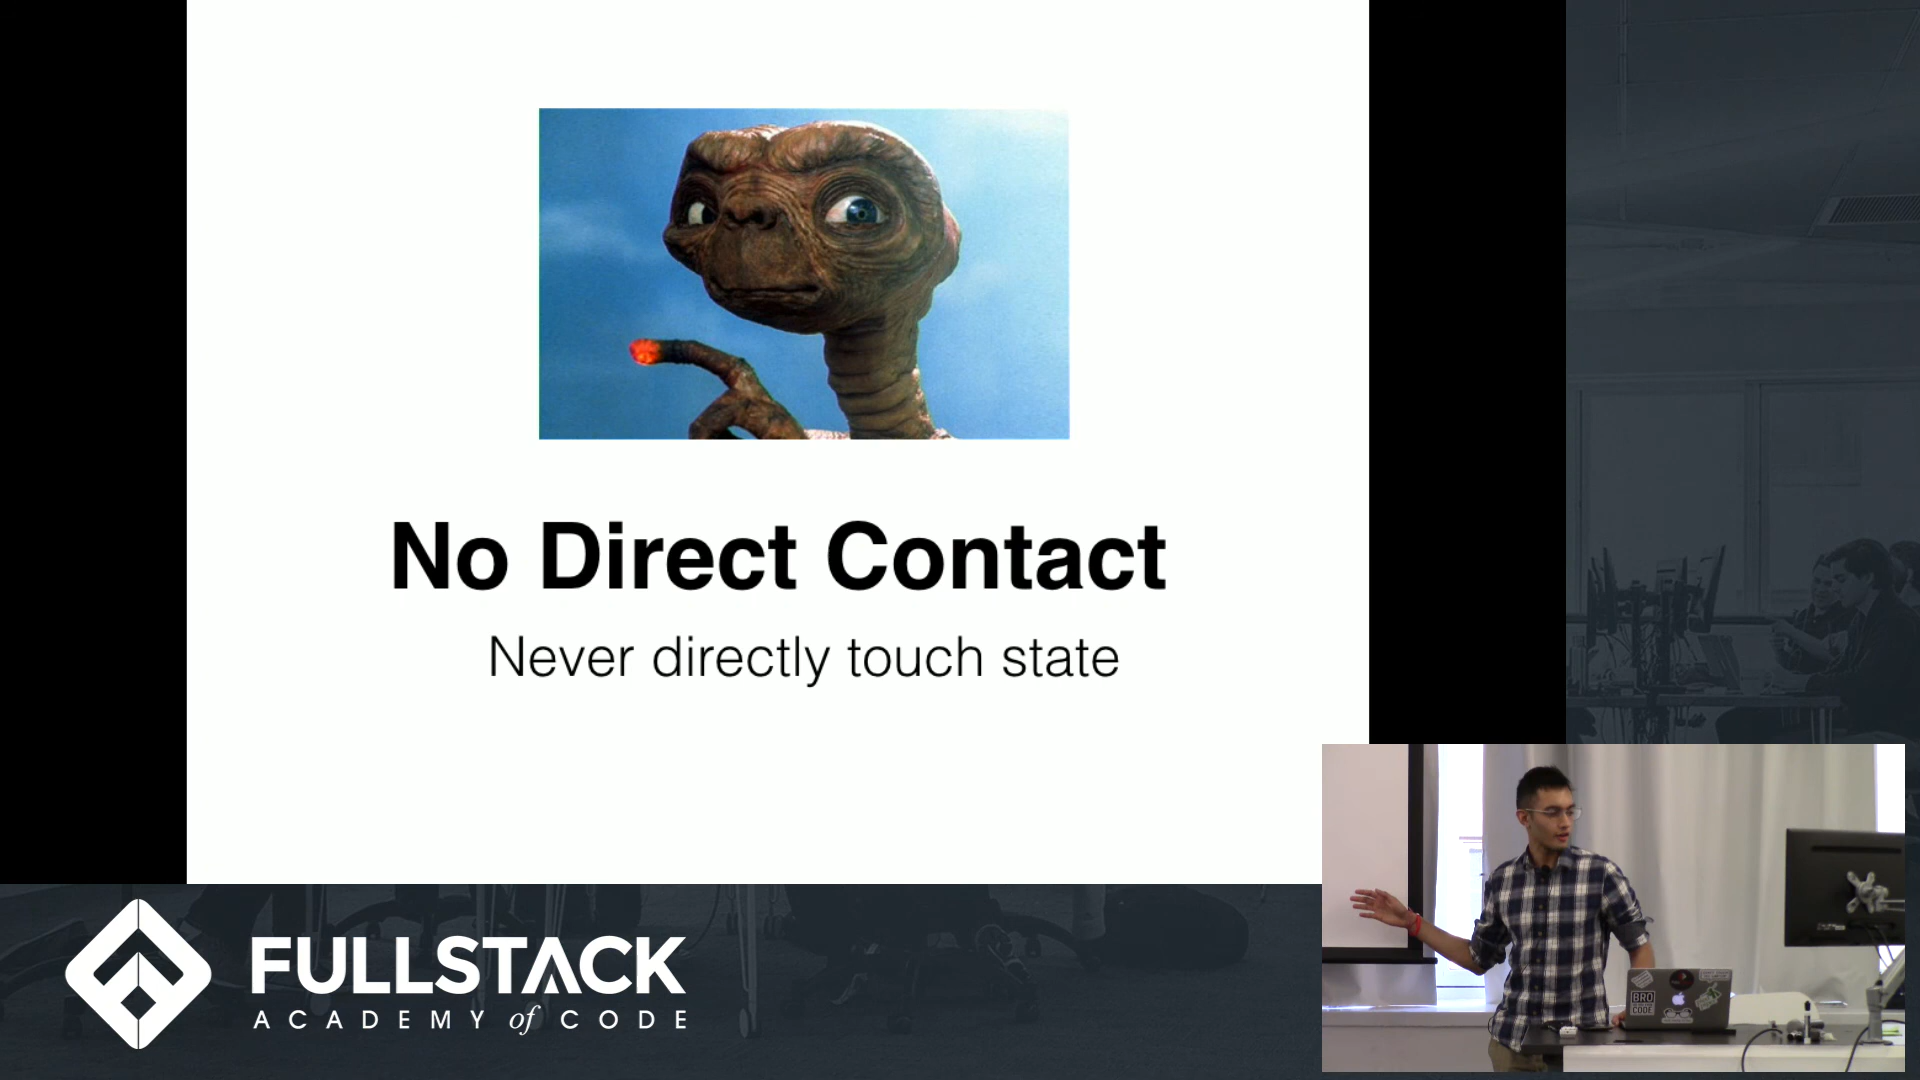 No Direct Contact
Never directly touch state
FULLSTACK
ACADEMY of CODE
BRO
CODE